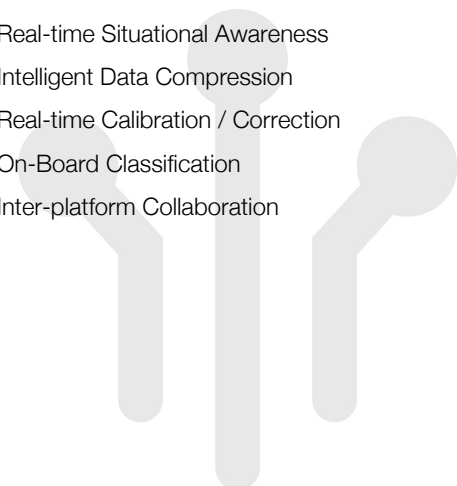 Real-time Situational Awareness
Intelligent Data Compression
Real-time Calibration / Correction
On-Board Classification
Inter-platform Collaboration